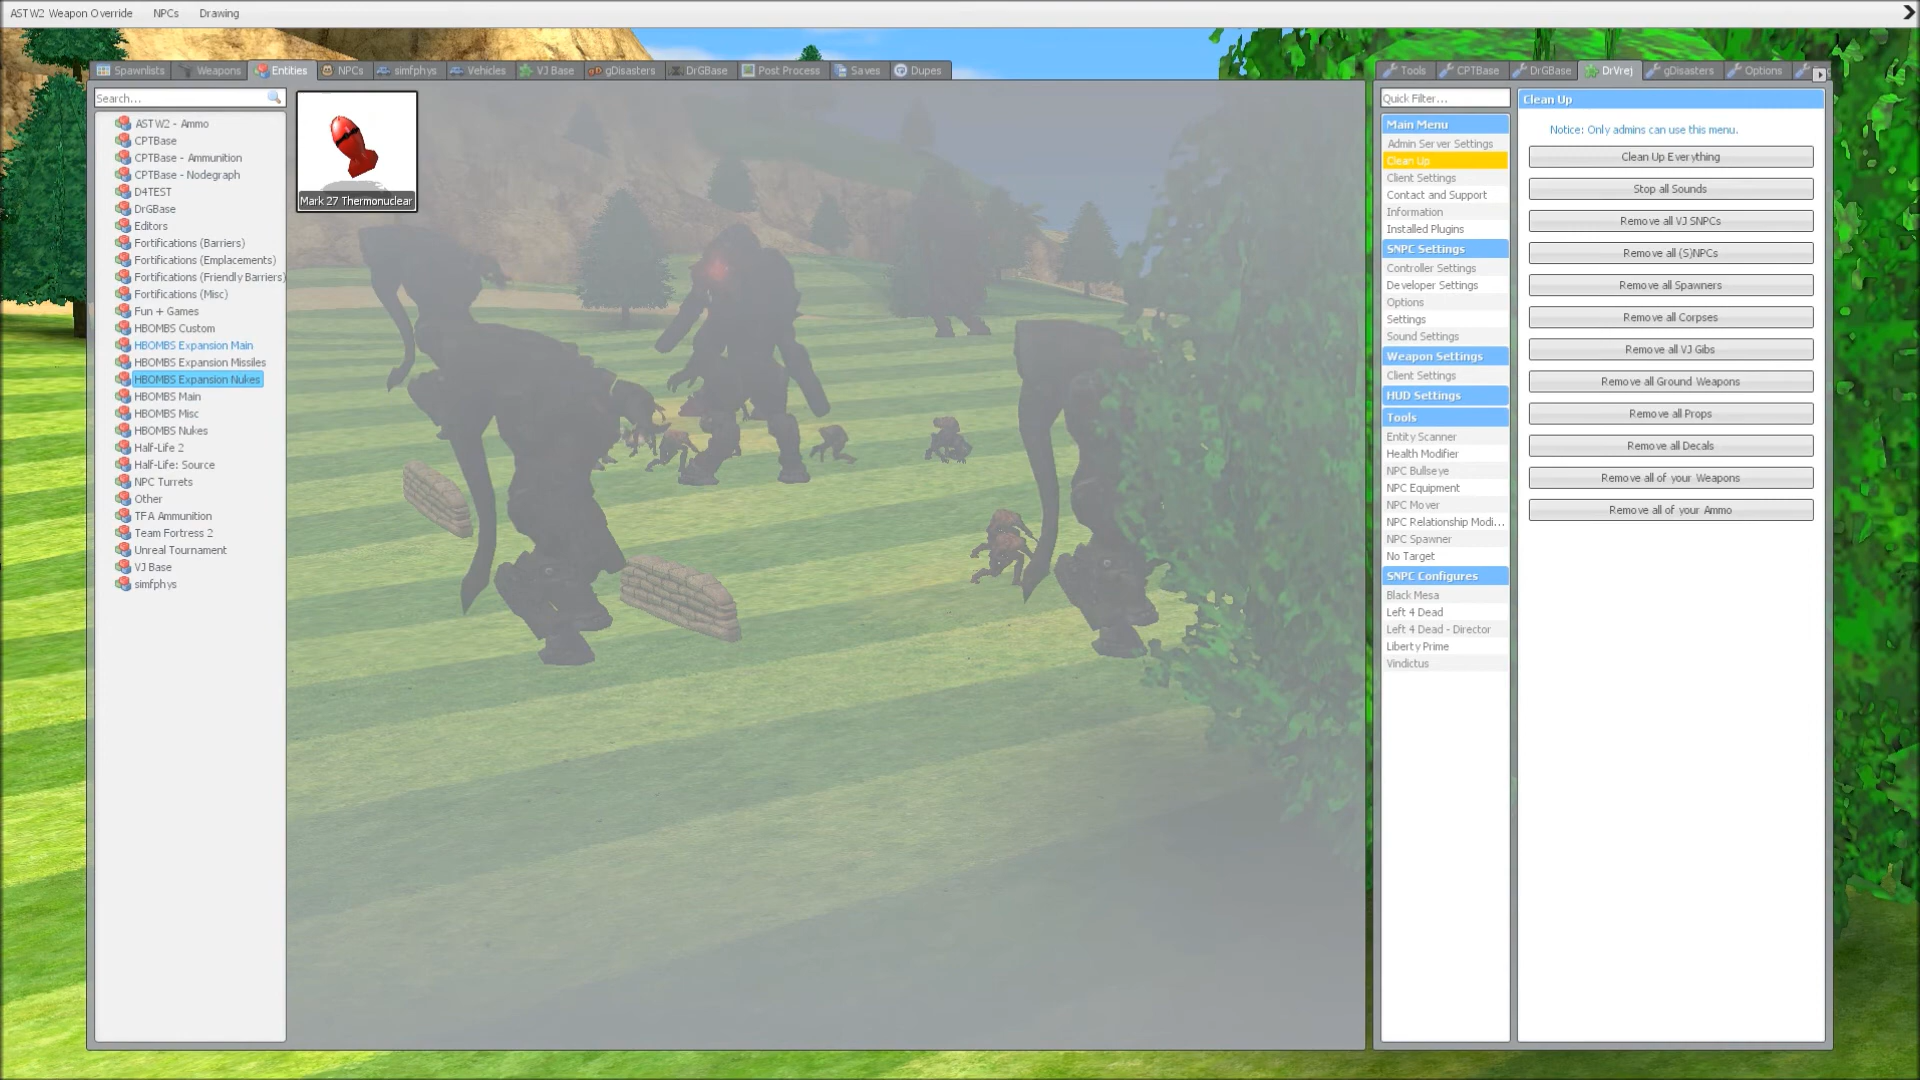 ASTW2 Weapon Override NPCs Drawing
Spawnlists Weapons Entities NPCs simfphys Vehicles VJ Base gDisasters DrGBase Post Process Saves Dupes
Search...
ASTW2 - Ammo
CPTBase
CPTBase - Ammunition
CPTBase - Nodegraph
D4TEST
DrGBase
Editors
Fortifications (Barriers)
Fortifications (Emplacements)
Fortifications (Friendly Barriers)
Fortifications (Misc)
Fun + Games
HBOMBS Custom
HBOMBS Expansion Main
HBOMBS Expansion Missiles
HBOMBS Expansion Nukes
HBOMBS Main
HBOMBS Misc
HBOMBS Nukes
Half-Life 2
Half-Life: Source
NPC Turrets
Other
TFA Ammunition
Team Fortress 2
Unreal Tournament
VJ Base
simfphys
Mark 27 Thermonuclear
Tools CPTBase DrGBase DrVrej gDisasters Options
Quick Filter...
Main Menu
Admin Server Settings
Clean Up
Client Settings
Contact and Support
Information
Installed Plugins
SNPC Settings
Controller Settings
Developer Settings
Options
Settings
Sound Settings
Weapon Settings
Client Settings
HUD Settings
Tools
Entity Scanner
Health Modifier
NPC Bullseye
NPC Equipment
NPC Mover
NPC Relationship Modi...
NPC Spawner
No Target
SNPC Configures
Black Mesa
Left 4 Dead
Left 4 Dead - Director
Liberty Prime
Vindictus
Clean Up
Notice: Only admins can use this menu.
Clean Up Everything
Stop all Sounds
Remove all VJ SNPCs
Remove all (S)NPCs
Remove all Spawners
Remove all Corpses
Remove all VJ Gibs
Remove all Ground Weapons
Remove all Props
Remove all Decals
Remove all of your Weapons
Remove all of your Ammo